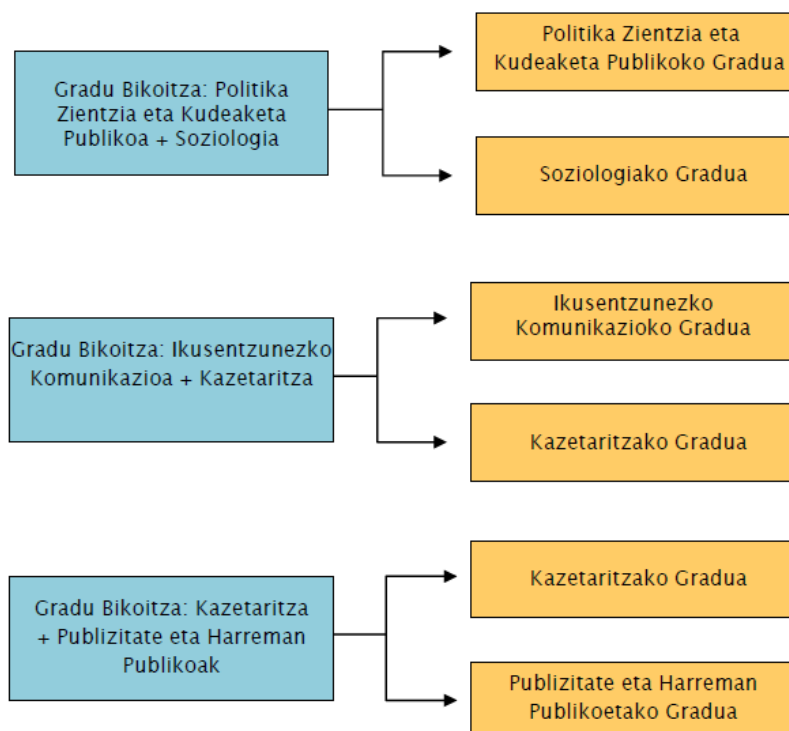 Gradu Bikoitza: Politika
Zientzia eta Kudeaketa
Publikoa + Soziologia
Politika Zientzia eta
Kudeaketa Publikoko Gradua
Soziologiako Gradua
Gradu Bikoitza: Ikusentzunezko
Komunikazioa + Kazetaritza
Ikusentzunezko
Komunikazioko Gradua
Kazetaritzako Gradua
Gradu Bikoitza: Kazetaritza
+ Publizitate eta Harreman
Publikoak
Kazetaritzako Gradua
Publizitate eta Harreman
Publikoetako Gradua